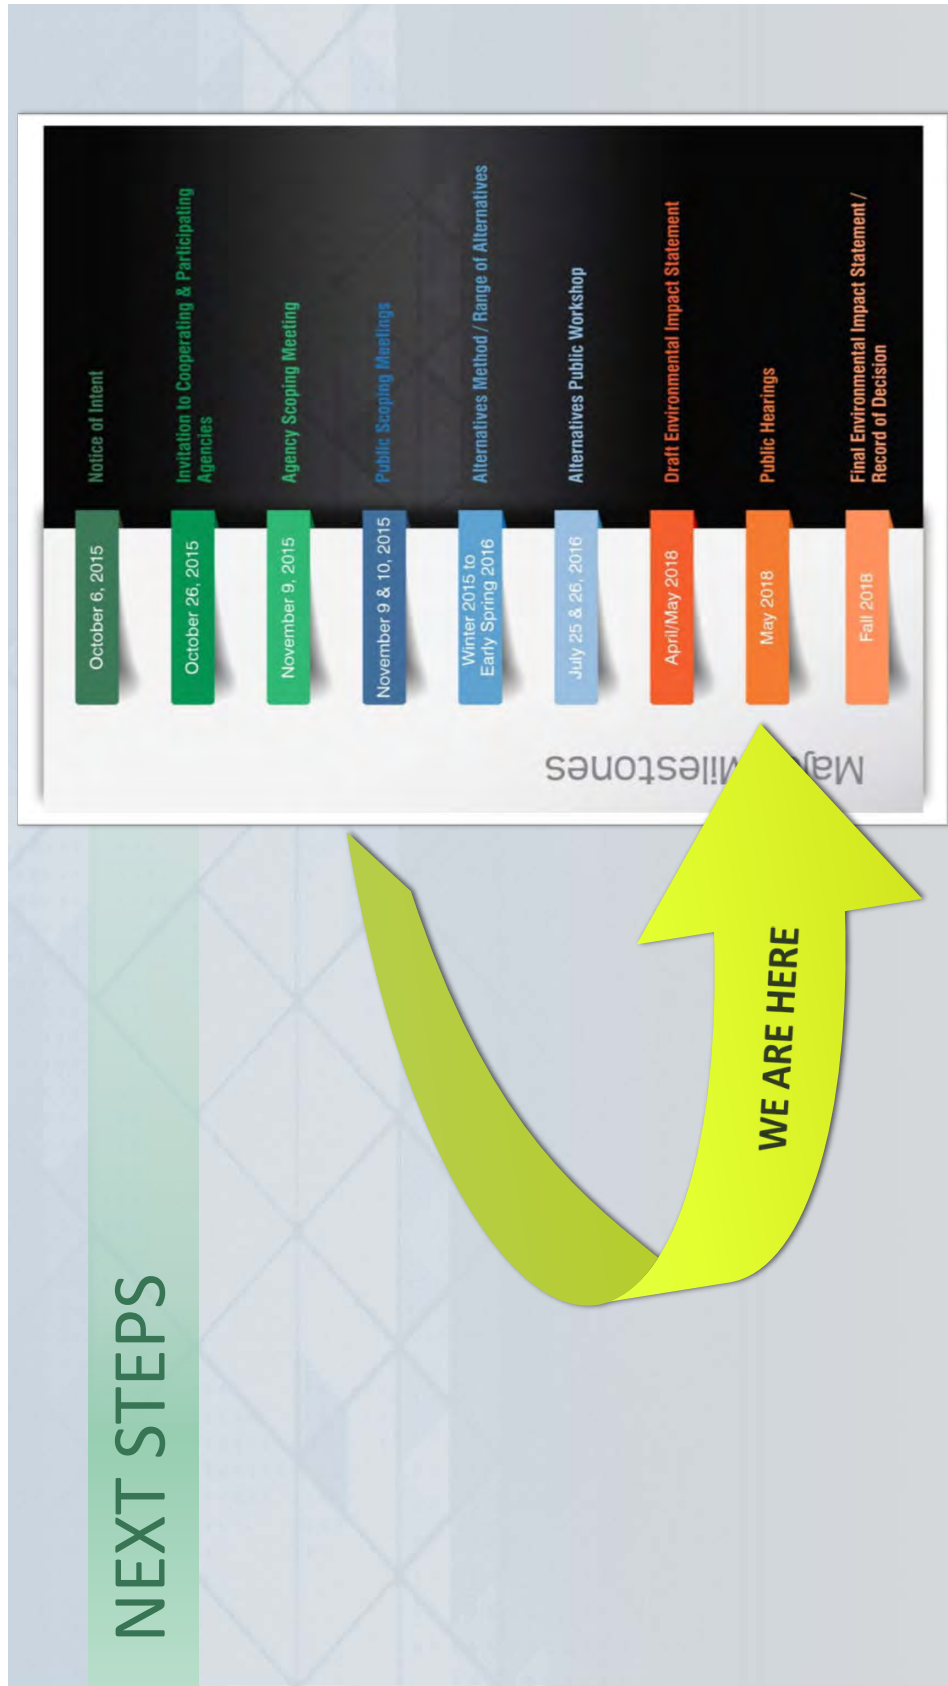 NEXT STEPS
Major Milestones
October 6, 2015
Notice of Intent
October 26, 2015
Invitation to Cooperating & Participating
Agencies
November 9, 2015
Agency Scoping Meeting
November 9 & 10, 2015
Public Scoping Meetings
Winter 2015 to
Early Spring 2016
Alternatives Method / Range of Alternatives
July 25 & 26, 2016
Alternatives Public Workshop
April/May 2018
Draft Environmental Impact Statement
May 2018
Public Hearings
Fall 2018
Final Environmental Impact Statement /
Record of Decision
WE ARE HERE